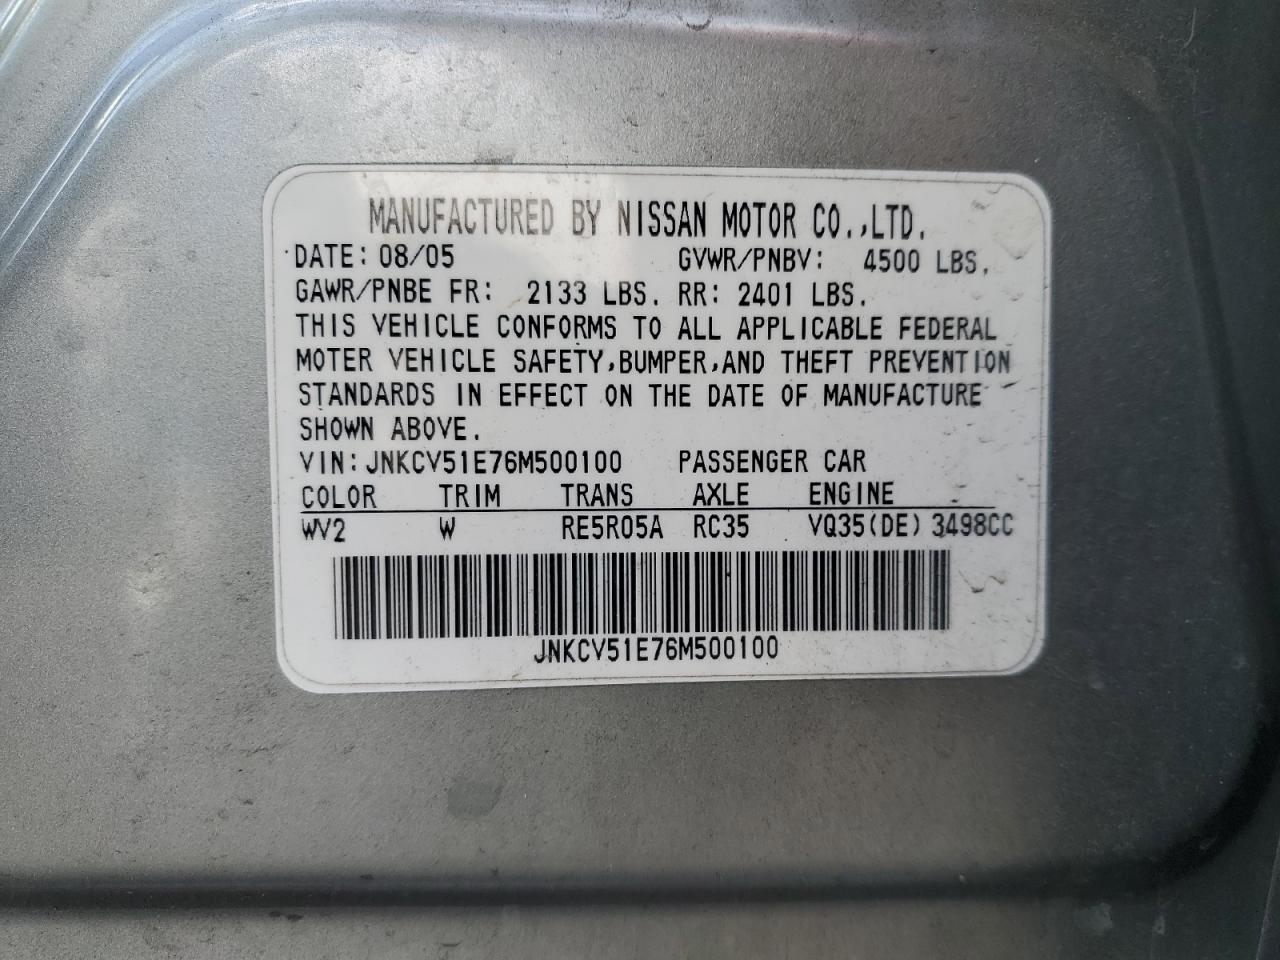 MANUFACTURED BY NISSAN MOTOR CO.,LTD.
DATE: 08/05 GVWR/PNBV: 4500 LBS.
GAWR/PNBE FR: 2133 LBS. RR: 2401 LBS.
THIS VEHICLE CONFORMS TO ALL APPLICABLE FEDERAL
MOTER VEHICLE SAFETY,BUMPER,AND THEFT PREVENTION
STANDARDS IN EFFECT ON THE DATE OF MANUFACTURE
SHOWN ABOVE.
VIN: JNKCV51E76M500100 PASSENGER CAR
COLOR TRIM TRANS AXLE ENGINE
WV2 W RE5R05A RC35 VQ35(DE) 3498CC
JNKCV51E76M500100